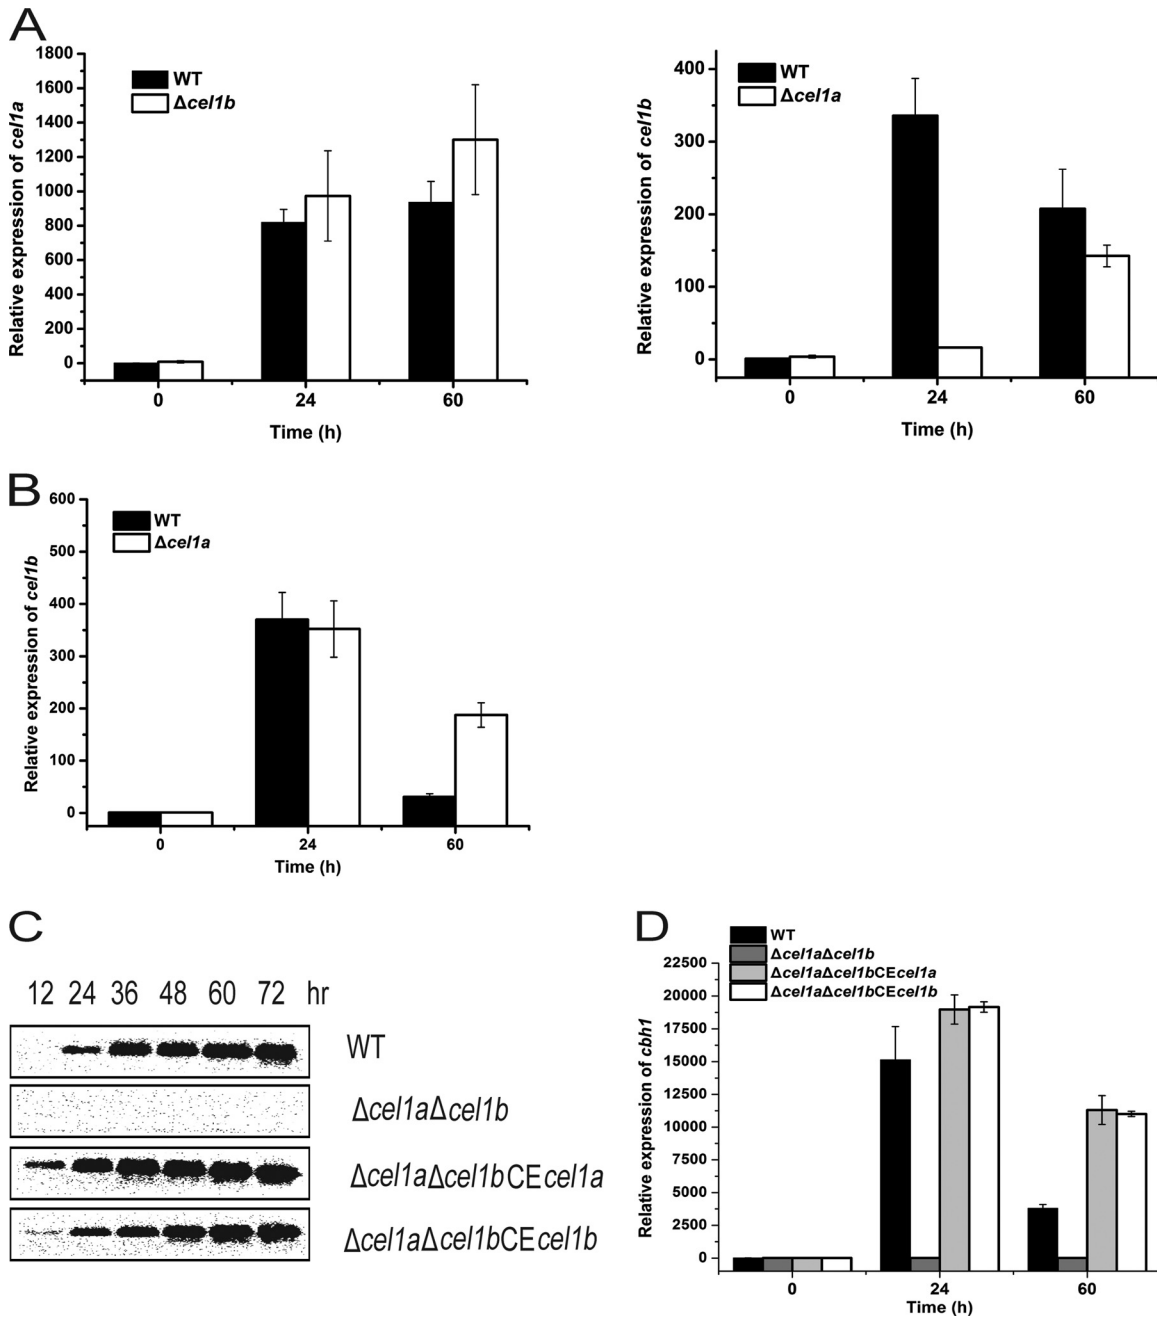 A
Relative expression of cel1a
1800
1600
1400
1200
1000
800
600
400
200
0
WT
Δcel1b
0 24 60
Time (h)
Relative expression of cel1b
400
300
200
100
0
WT
Δcel1a
0 24 60
Time (h)
B
Relative expression of cel1b
600
500
400
300
200
100
0
WT
Δcel1a
0 24 60
Time (h)
C
12 24 36 48 60 72 hr
WT
Δcel1aΔcel1b
Δcel1aΔcel1bCEcel1a
Δcel1aΔcel1bCEcel1b
D
WT
Δcel1aΔcel1b
Δcel1aΔcel1bCEcel1a
Δcel1aΔcel1bCEcel1b
Relative expression of cbh1
22500
20000
17500
15000
12500
10000
7500
5000
2500
0
0 24 60
Time (h)